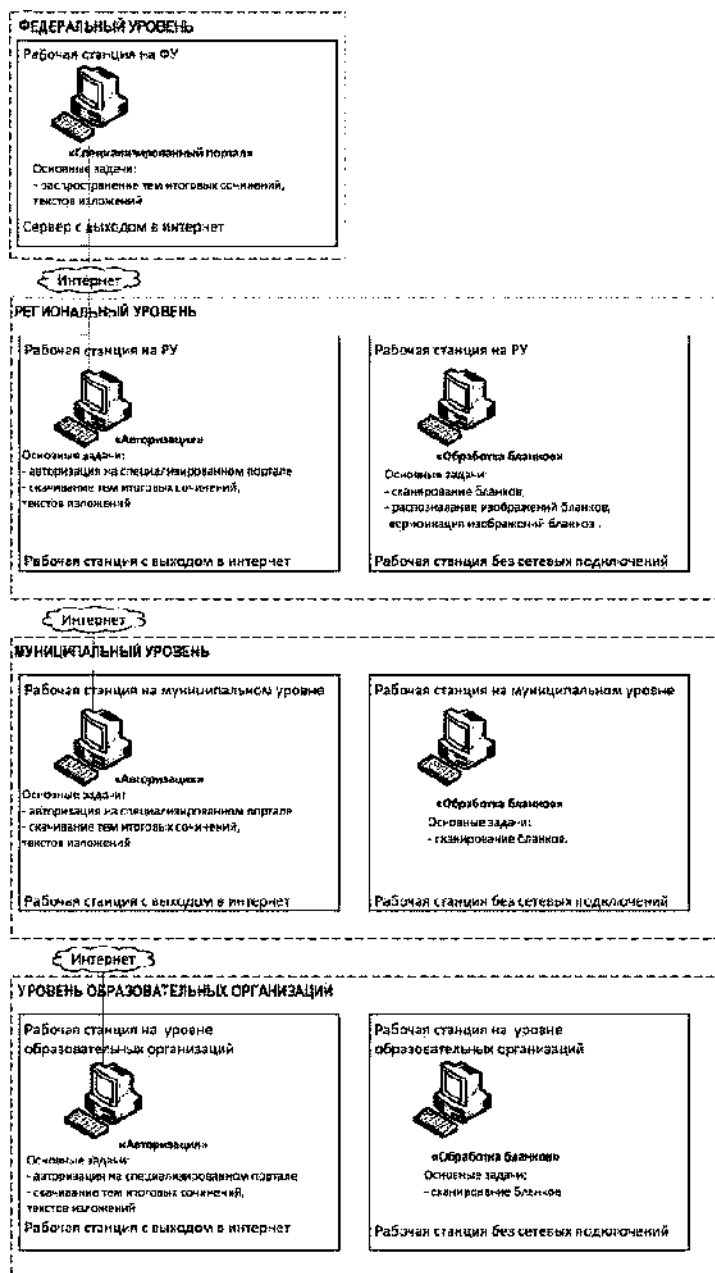 ФЕДЕРАЛЬНЫЙ УРОВЕНЬ
Рабочая станция на ФУ
«Специализированный портал»
Основные задачи:
- распространение тем итоговых сочинений,
текстов изложений
Сервер с выходом в интернет
Интернет
РЕГИОНАЛЬНЫЙ УРОВЕНЬ
Рабочая станция на РУ
«Авторизация»
Основные задачи:
- авторизация на специализированном портале
- скачивание тем итоговых сочинений,
текстов изложений
Рабочая станция с выходом в интернет
Рабочая станция на РУ
«Обработка бланков»
Основные задачи:
- сканирование бланков,
- распознавание изображений бланков,
верификация изображений бланков .
Рабочая станция без сетевых подключений
Интернет
МУНИЦИПАЛЬНЫЙ УРОВЕНЬ
Рабочая станция на муниципальном уровне
«Авторизация»
Основные задачи:
- авторизация на специализированном портале
- скачивание тем итоговых сочинений,
текстов изложений
Рабочая станция с выходом в интернет
Рабочая станция на муниципальном уровне
«Обработка бланков»
Основные задачи:
- сканирование бланков.
Рабочая станция без сетевых подключений
Интернет
УРОВЕНЬ ОБРАЗОВАТЕЛЬНЫХ ОРГАНИЗАЦИЙ
Рабочая станция на уровне
образовательных организаций
«Авторизация»
Основные задачи:
- авторизация на специализированном портале
- скачивание тем итоговых сочинений,
текстов изложений
Рабочая станция с выходом в интернет
Рабочая станция на уровне
образовательных организаций
«Обработка бланков»
Основные задачи:
- сканирование бланков
Рабочая станция без сетевых подключений